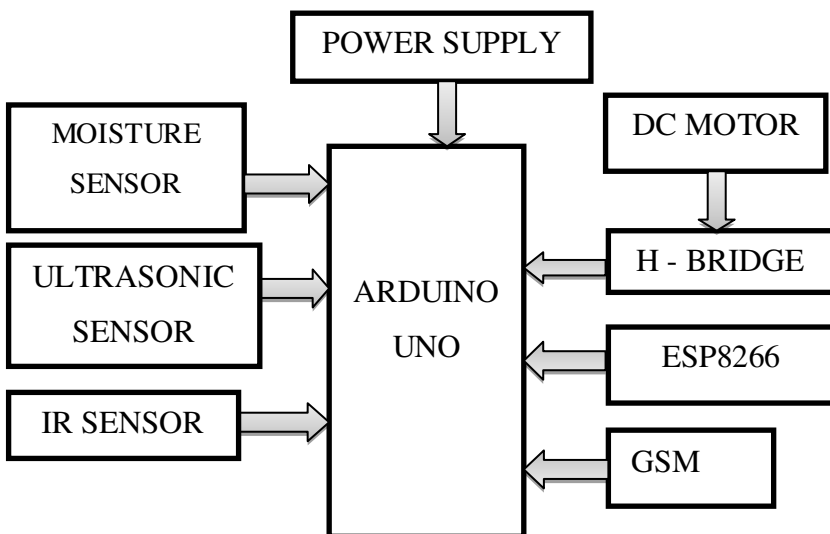 POWER SUPPLY
MOISTURE
SENSOR
DC MOTOR
ULTRASONIC
SENSOR
ARDUINO
UNO
H - BRIDGE
ESP8266
IR SENSOR
GSM